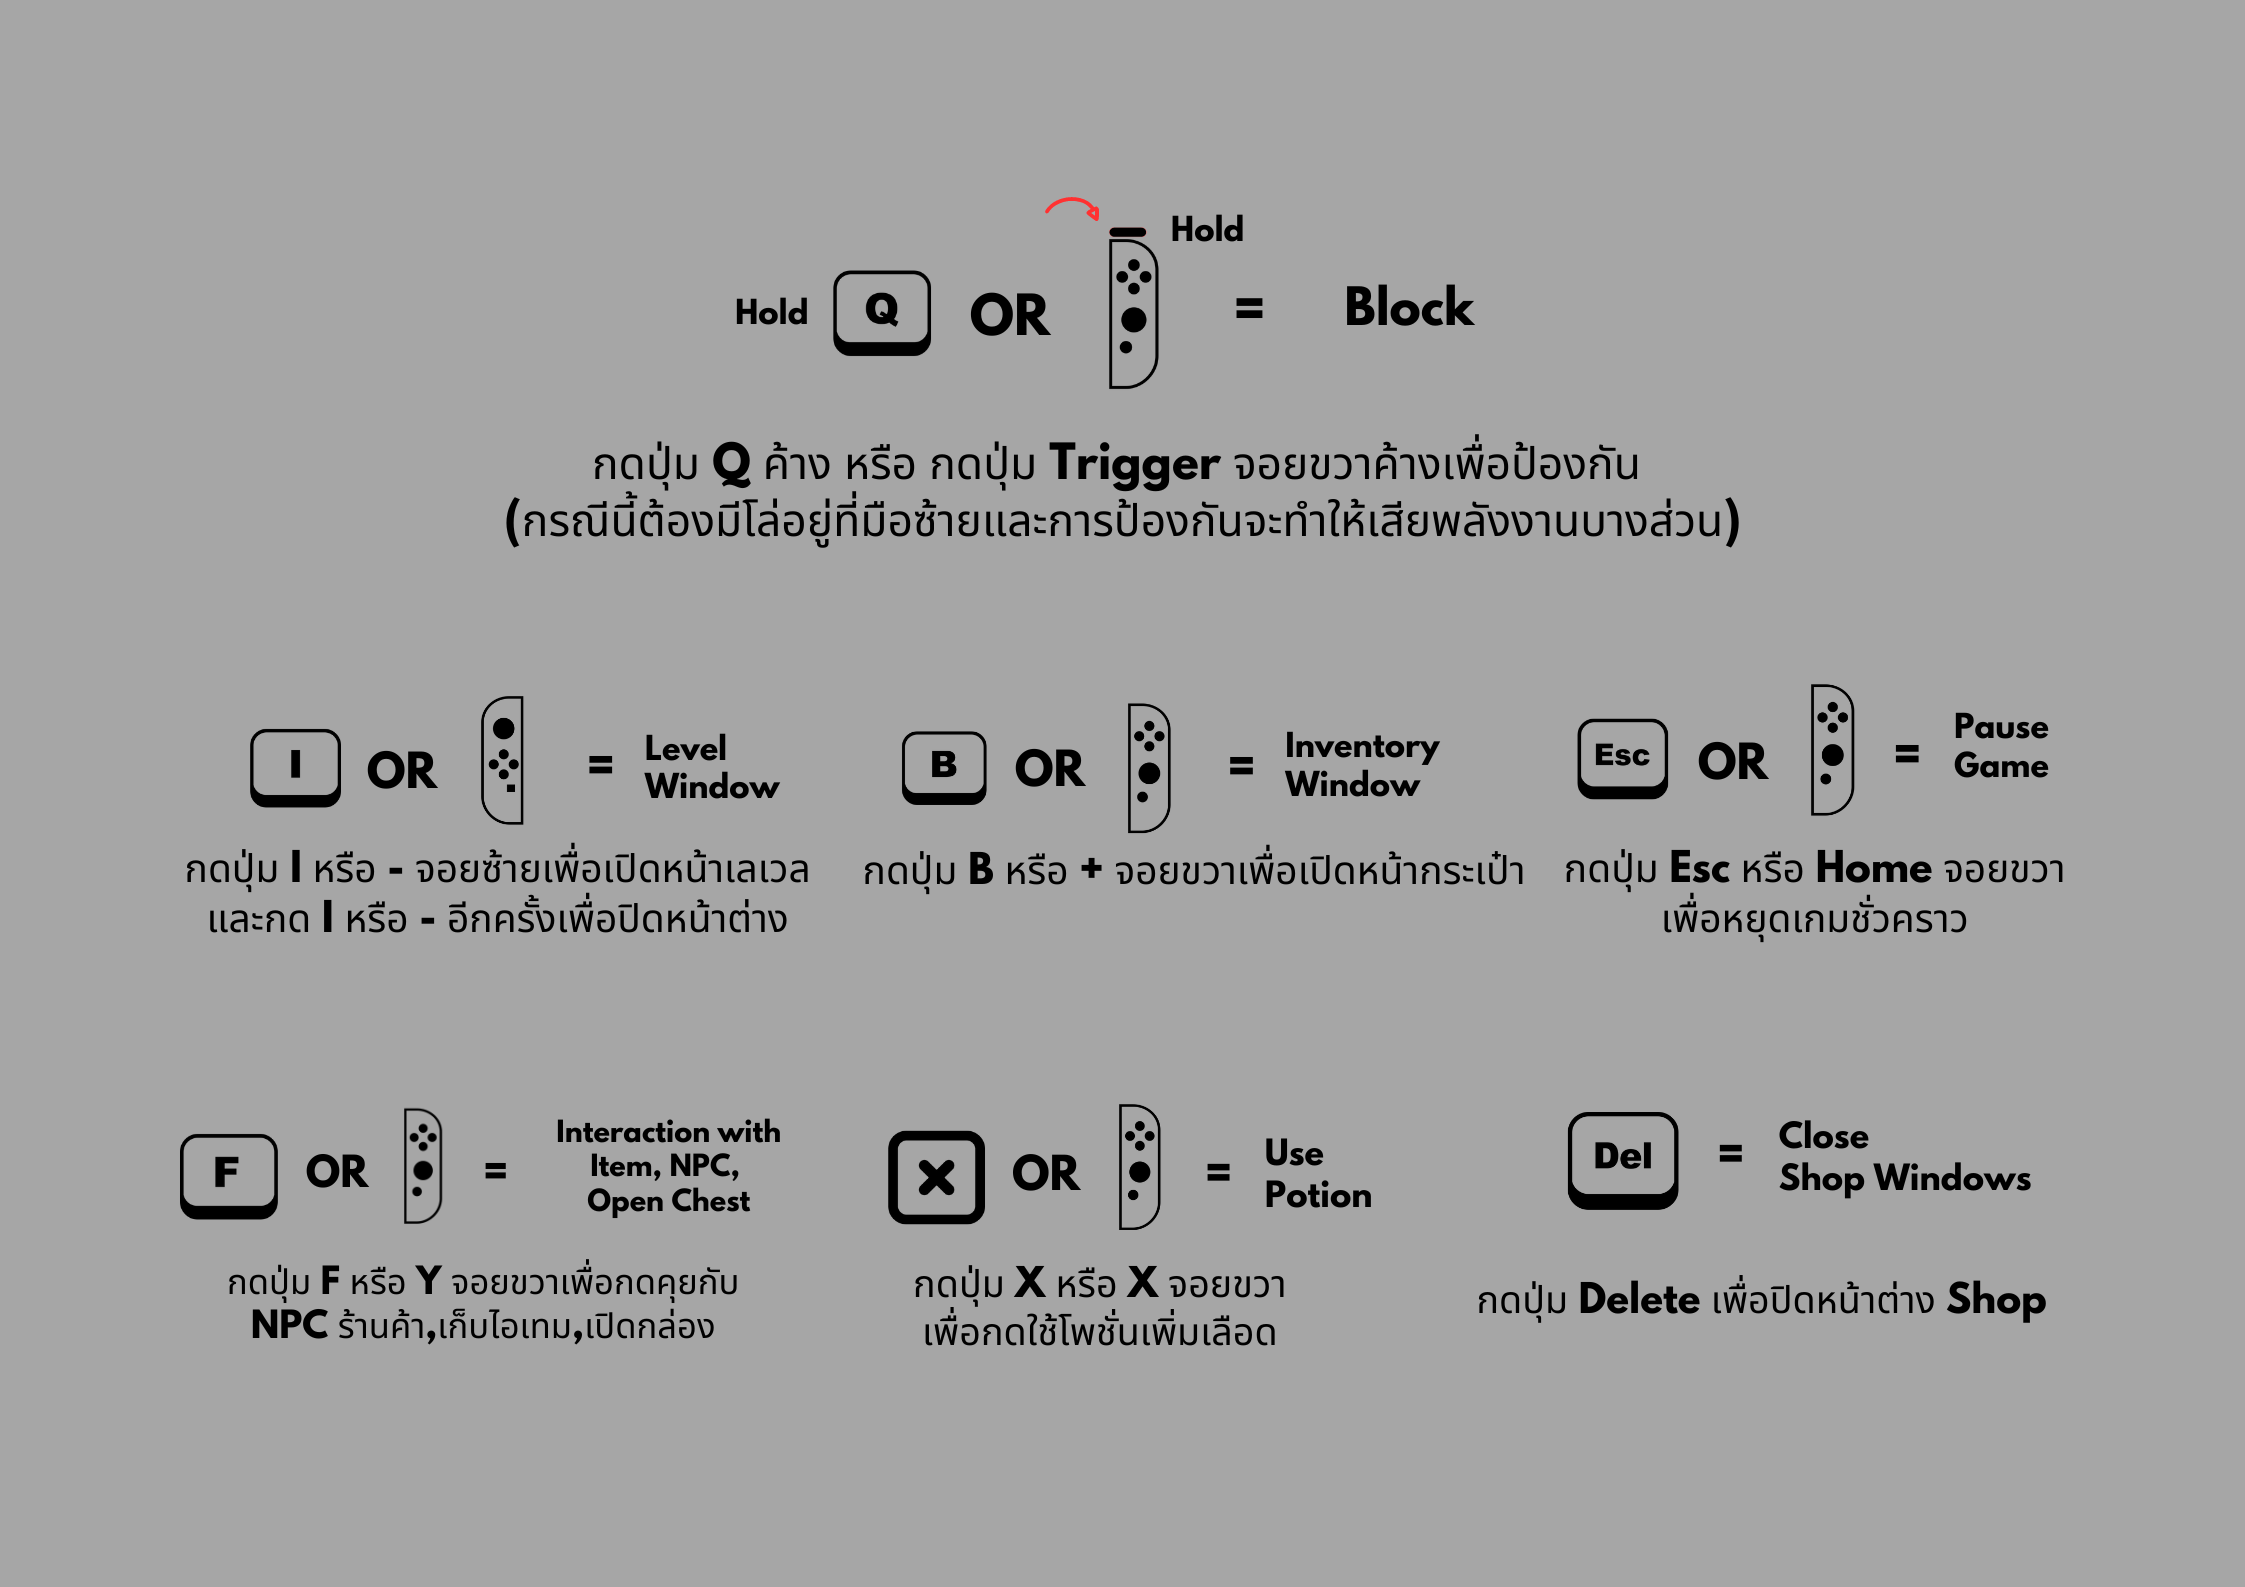 Hold
Hold Q OR = Block
กดปุ่ม Q ค้าง หรือ กดปุ่ม Trigger จอยขวาค้างเพื่อป้องกัน
(กรณีนี้ต้องมีโล่อยู่ที่มือซ้ายและการป้องกันจะทำให้เสียพลังงานบางส่วน)
I OR = Level
Window
กดปุ่ม I หรือ - จอยซ้ายเพื่อเปิดหน้าเลเวล
และกด I หรือ - อีกครั้งเพื่อปิดหน้าต่าง
B OR = Inventory
Window
กดปุ่ม B หรือ + จอยขวาเพื่อเปิดหน้ากระเป๋า
Esc OR = Pause
Game
กดปุ่ม Esc หรือ Home จอยขวา
เพื่อหยุดเกมชั่วคราว
F OR = Interaction with
Item, NPC,
Open Chest
กดปุ่ม F หรือ Y จอยขวาเพื่อกดคุยกับ
NPC ร้านค้า,เก็บไอเทม,เปิดกล่อง
X OR = Use
Potion
กดปุ่ม X หรือ X จอยขวา
เพื่อกดใช้โพชั่นเพิ่มเลือด
Del = Close
Shop Windows
กดปุ่ม Delete เพื่อปิดหน้าต่าง Shop